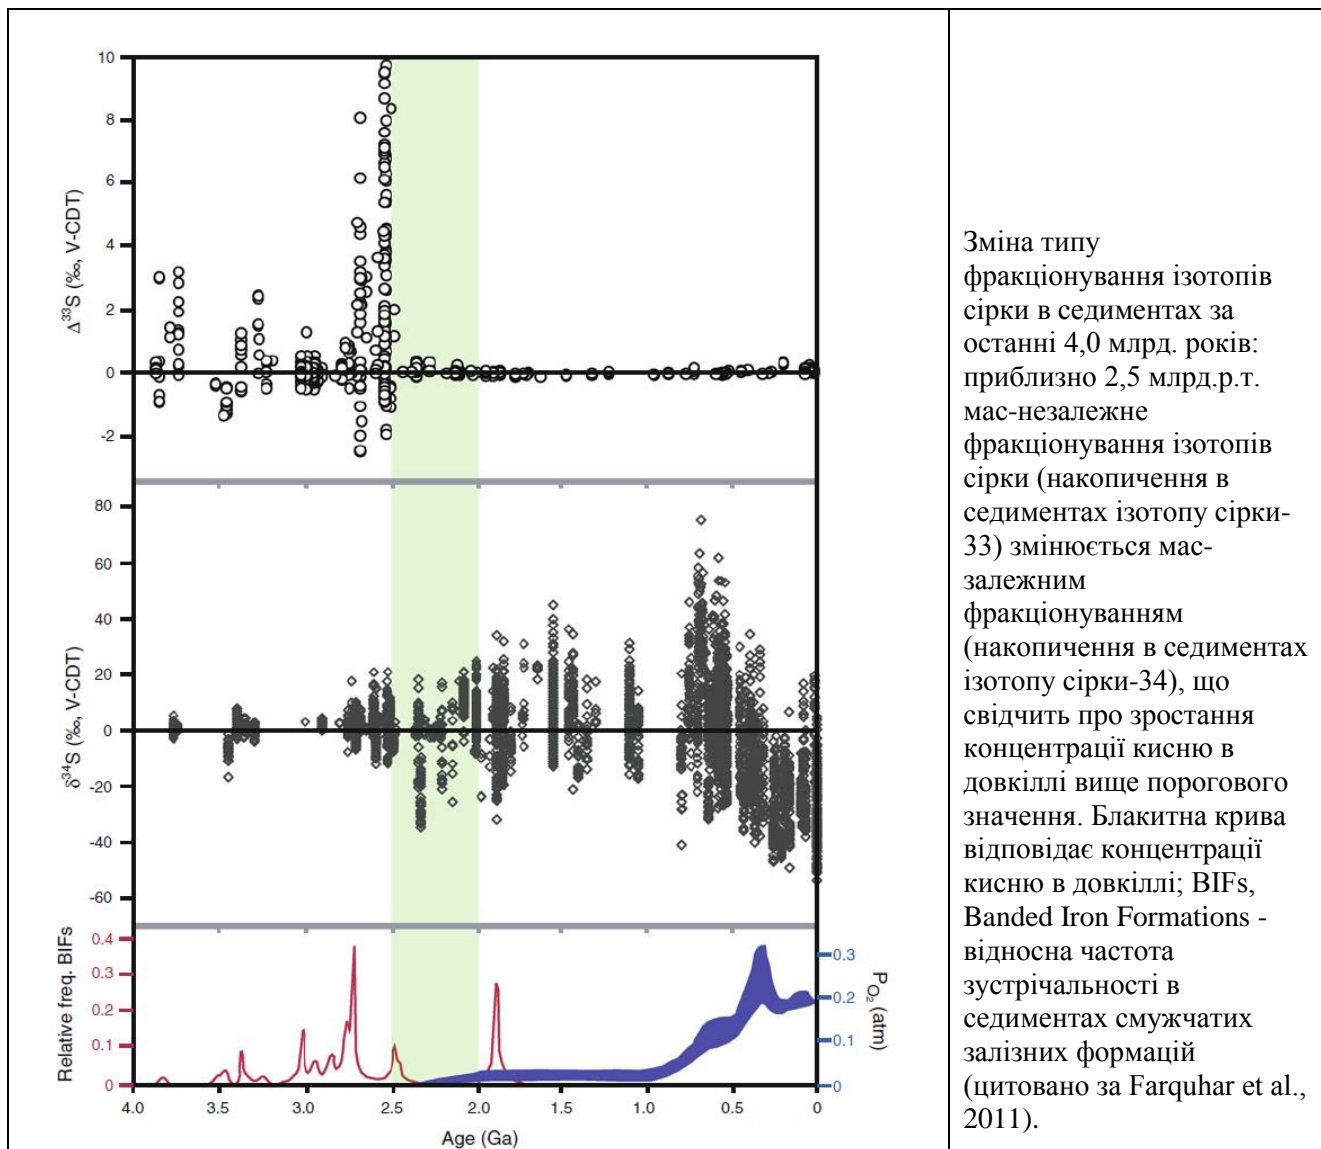 10
8
6
4
2
0
-2
Δ³³S (‰, V-CDT)
80
60
40
20
0
-20
-40
-60
δ³⁴S (‰, V-CDT)
0.4
0.3
0.2
0.1
0
Relative freq. BIFs
0.3
0.2
0.1
0
P_O₂ (atm)
4.0 3.5 3.0 2.5 2.0 1.5 1.0 0.5 0
Age (Ga)
Зміна типу
фракціонування ізотопів
сірки в седиментах за
останні 4,0 млрд. років:
приблизно 2,5 млрд.р.т.
мас-незалежне
фракціонування ізотопів
сірки (накопичення в
седиментах ізотопу сірки-
33) змінюється мас-
залежним
фракціонуванням
(накопичення в седиментах
ізотопу сірки-34), що
свідчить про зростання
концентрації кисню в
довкіллі вище порогового
значення. Блакитна крива
відповідає концентрації
кисню в довкіллі; BIFs,
Banded Iron Formations -
відносна частота
зустрічальності в
седиментах смужчатих
залізних формацій
(цитовано за Farquhar et al.,
2011).